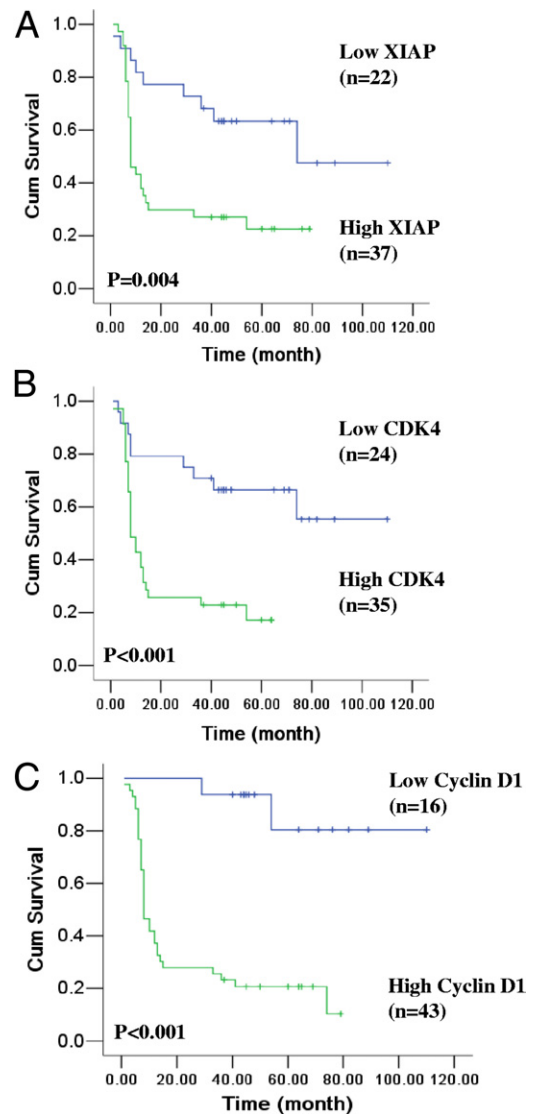 A
1.0
0.8
0.6
0.4
0.2
0.0
Cum Survival
Low XIAP
(n=22)
High XIAP
(n=37)
P=0.004
0.00 20.00 40.00 60.00 80.00 100.00 120.00
Time (month)
B
1.0
0.8
0.6
0.4
0.2
0.0
Cum Survival
Low CDK4
(n=24)
High CDK4
(n=35)
P<0.001
0.00 20.00 40.00 60.00 80.00 100.00 120.00
Time (month)
C
1.0
0.8
0.6
0.4
0.2
0.0
Cum Survival
Low Cyclin D1
(n=16)
High Cyclin D1
(n=43)
P<0.001
0.00 20.00 40.00 60.00 80.00 100.00 120.00
Time (month)